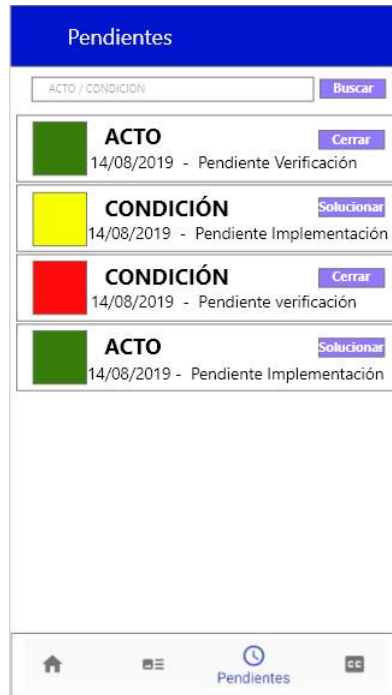 Pendientes
ACTO / CONDICION Buscar
ACTO Cerrar
14/08/2019 - Pendiente Verificación
CONDICIÓN Solucionar
14/08/2019 - Pendiente Implementación
CONDICIÓN Cerrar
14/08/2019 - Pendiente verificación
ACTO Solucionar
14/08/2019 - Pendiente Implementación
Pendientes CC